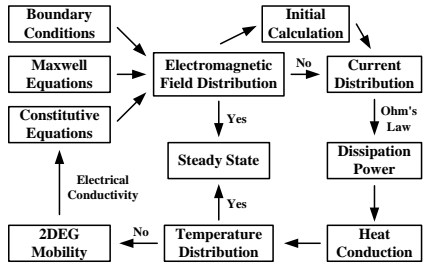 Boundary
Conditions
Initial
Calculation
Maxwell
Equations
Electromagnetic
Field Distribution
No
Current
Distribution
Constitutive
Equations
Yes
Ohm's
Law
Steady State
Dissipation
Power
Electrical
Conductivity
Yes
2DEG
Mobility
No
Temperature
Distribution
Heat
Conduction